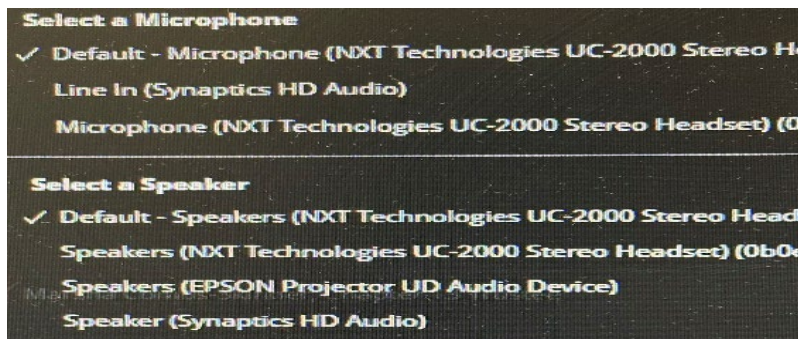 Select a Microphone
✓ Default - Microphone (NXT Technologies UC-2000 Stereo He
Line In (Synaptics HD Audio)
Microphone (NXT Technologies UC-2000 Stereo Headset) (0
Select a Speaker
✓ Default - Speakers (NXT Technologies UC-2000 Stereo Head
Speakers (NXT Technologies UC-2000 Stereo Headset) (0b0e
Speakers (EPSON Projector UD Audio Device)
Speaker (Synaptics HD Audio)